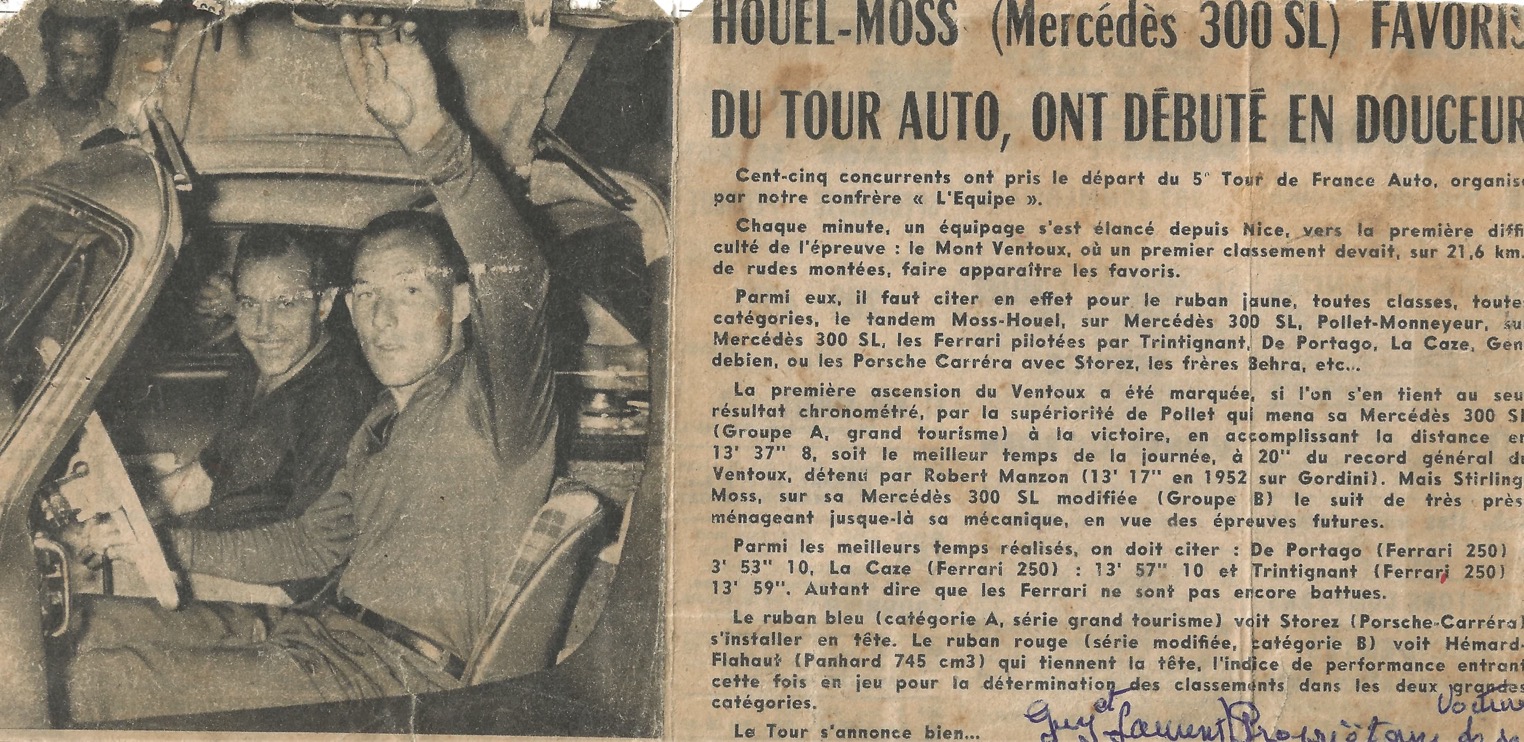 HOUEL-MOSS (Mercédès 300 SL) FAVORIS
DU TOUR AUTO, ONT DÉBUTÉ EN DOUCEUR
Cent-cinq concurrents ont pris le départ du 5e Tour de France Auto, organisé
par notre confrère « L'Equipe ».
Chaque minute, un équipage s'est élancé depuis Nice, vers la première diffi
culté de l'épreuve : le Mont Ventoux, où un premier classement devait, sur 21,6 km.
de rudes montées, faire apparaître les favoris.
Parmi eux, il faut citer en effet pour le ruban jaune, toutes classes, toute
catégories, le tandem Moss-Houel, sur Mercédès 300 SL, Pollet-Monneyeur, su
Mercédès 300 SL, les Ferrari pilotées par Trintignant, De Portago, La Caze, Gen
debien, ou les Porsche Carréra avec Storez, les frères Behra, etc...
La première ascension du Ventoux a été marquée, si l'on s'en tient au seu
résultat chronométré, par la supériorité de Pollet qui mena sa Mercédès 300 SL
(Groupe A, grand tourisme) à la victoire, en accomplissant la distance en
13' 37" 8, soit le meilleur temps de la journée, à 20" du record général du
Ventoux, détenu par Robert Manzon (13' 17" en 1952 sur Gordini). Mais Stirling
Moss, sur sa Mercédès 300 SL modifiée (Groupe B) le suit de très près
ménageant jusque-là sa mécanique, en vue des épreuves futures.
Parmi les meilleurs temps réalisés, on doit citer : De Portago (Ferrari 250)
3' 53" 10, La Caze (Ferrari 250) : 13' 57" 10 et Trintignant (Ferrari 250)
13' 59". Autant dire que les Ferrari ne sont pas encore battues.
Le ruban bleu (catégorie A, série grand tourisme) voit Storez (Porsche-Carréra)
s'installer en tête. Le ruban rouge (série modifiée, catégorie B) voit Hémard-
Flahaut (Panhard 745 cm3) qui tiennent la tête, l'indice de performance entrant
cette fois en jeu pour la détermination des classements dans les deux grandes
catégories.
Le Tour s'annonce bien...
Guy et Laurent Propriétaire de